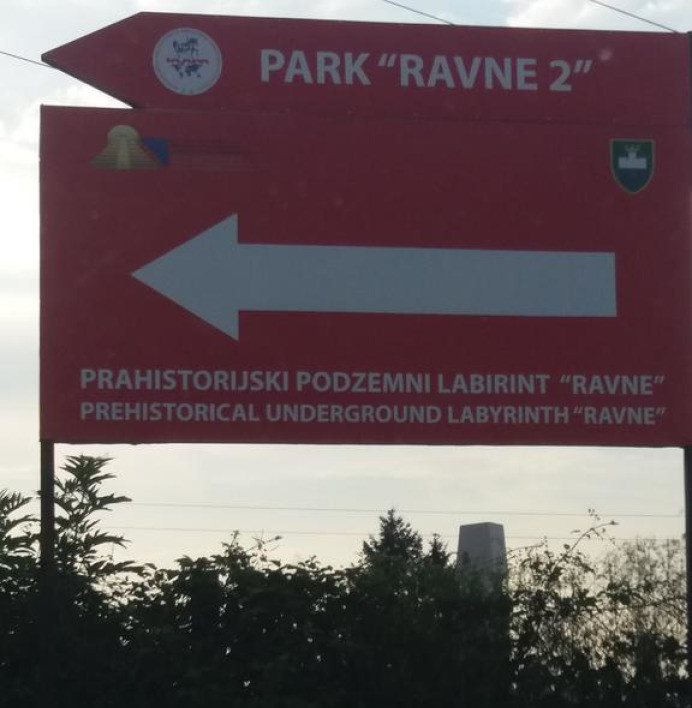 PARK “RAVNE 2”
PRAHISTORIJSKI PODZEMNI LABIRINT “RAVNE”
PREHISTORICAL UNDERGROUND LABYRINTH “RAVNE”